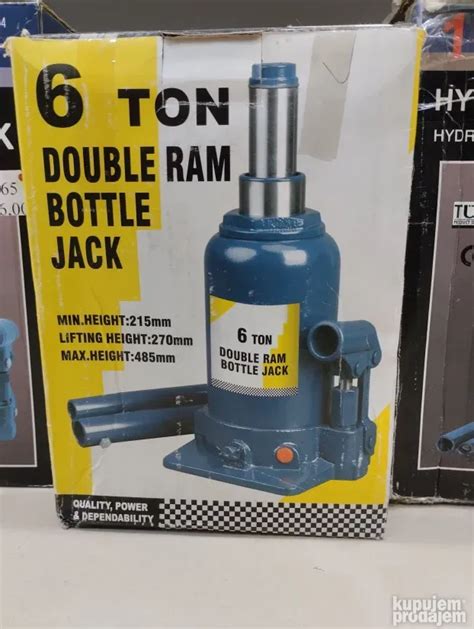 6 TON
DOUBLE RAM
BOTTLE
JACK
MIN.HEIGHT:215mm
LIFTING HEIGHT:270mm
MAX.HEIGHT:485mm
6 TON
DOUBLE RAM
BOTTLE JACK
QUALITY, POWER
& DEPENDABILITY
HY
HYDR
kupujem
prodajem